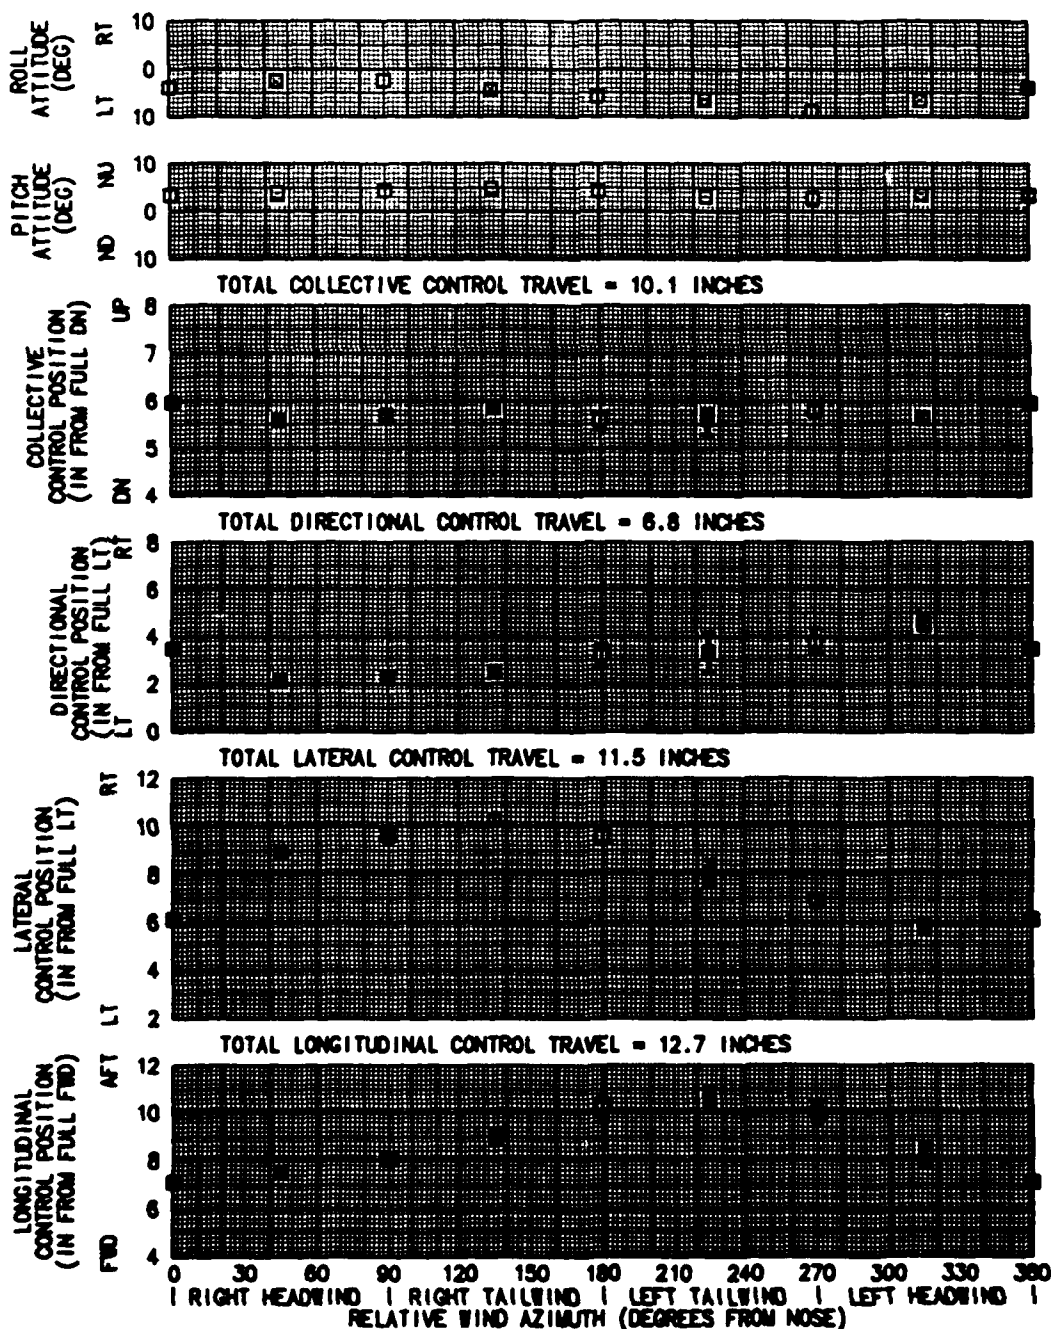 ROLL
ATTITUDE
(DEG)
LT RT
10
0
10
PITCH
ATTITUDE
(DEG)
ND NU
10
0
10
TOTAL COLLECTIVE CONTROL TRAVEL = 10.1 INCHES
COLLECTIVE
CONTROL POSITION
(IN FROM FULL DN)
DN UP
8
7
6
5
4
TOTAL DIRECTIONAL CONTROL TRAVEL = 6.8 INCHES
DIRECTIONAL
CONTROL POSITION
(IN FROM FULL LT)
LT RT
8
6
4
2
0
TOTAL LATERAL CONTROL TRAVEL = 11.5 INCHES
LATERAL
CONTROL POSITION
(IN FROM FULL LT)
LT RT
12
10
8
6
4
2
TOTAL LONGITUDINAL CONTROL TRAVEL = 12.7 INCHES
LONGITUDINAL
CONTROL POSITION
(IN FROM FULL FWD)
FWD AFT
12
10
8
6
4
0 30 60 90 120 150 180 210 240 270 300 330 360
| RIGHT HEADWIND | RIGHT TAILWIND | LEFT TAILWIND | LEFT HEADWIND |
RELATIVE WIND AZIMUTH (DEGREES FROM NOSE)